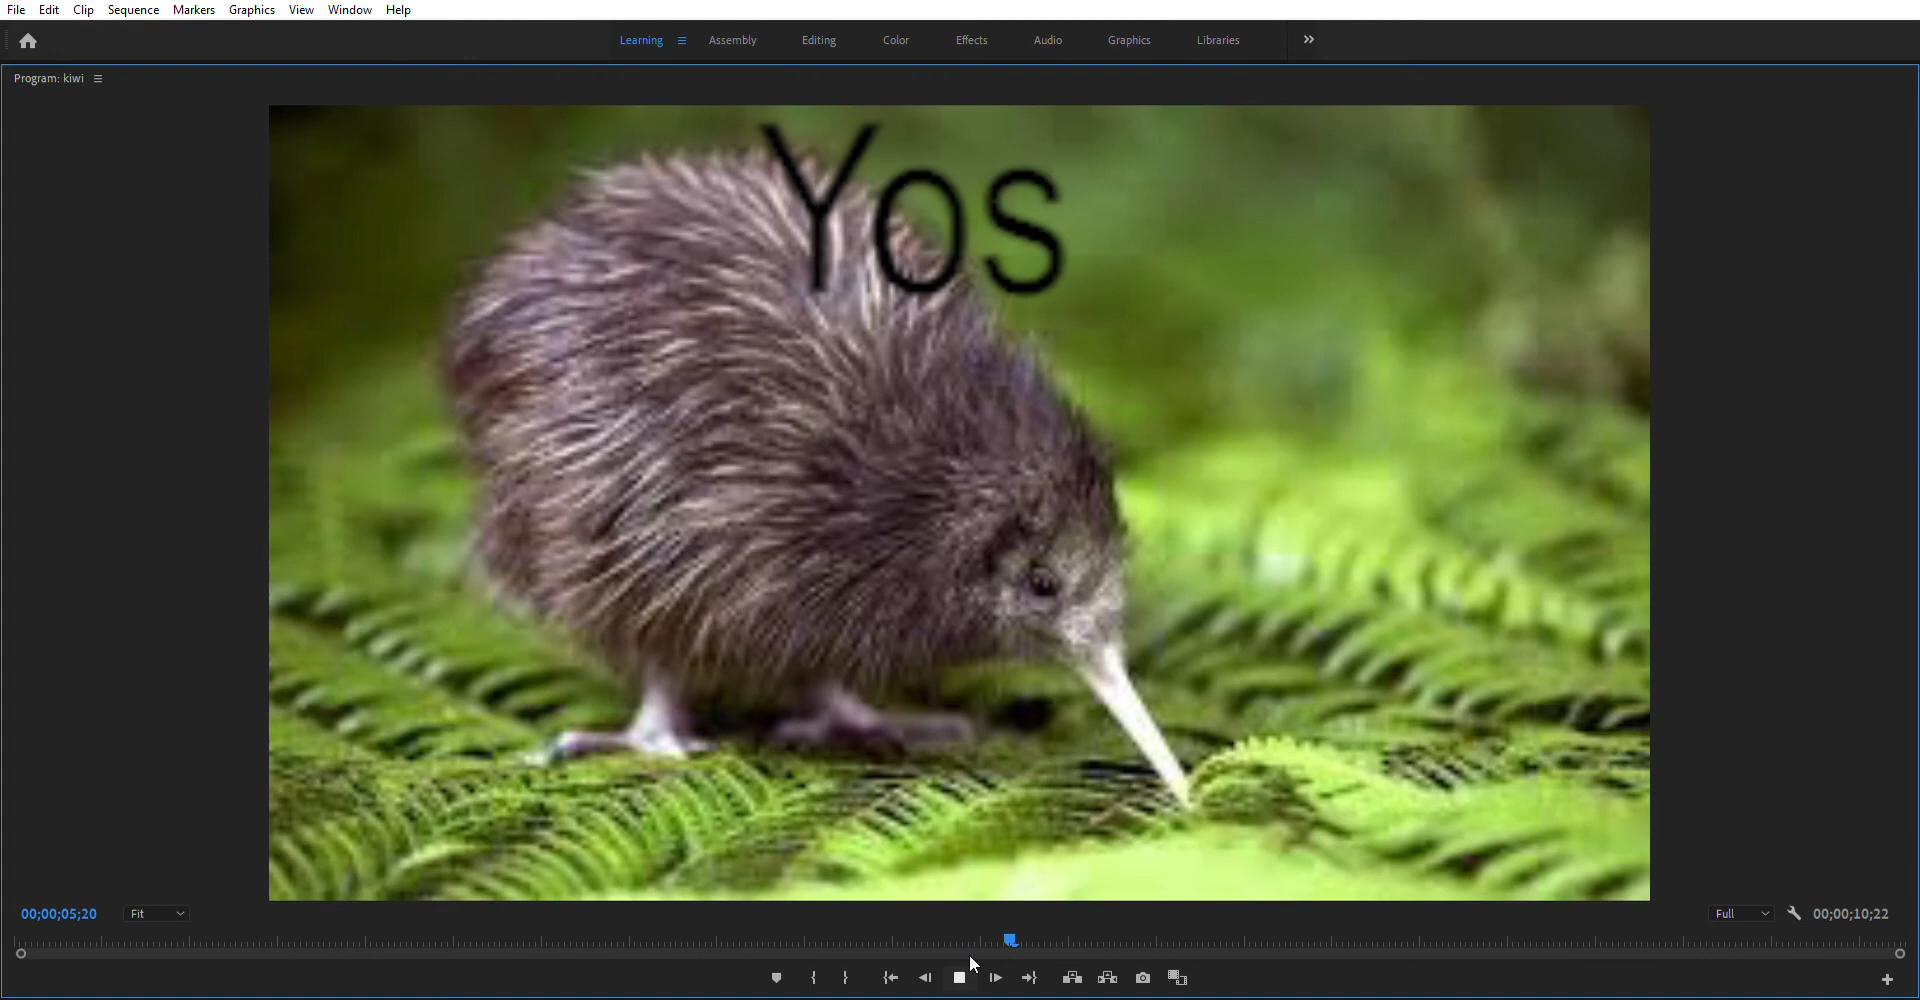 File Edit Clip Sequence Markers Graphics View Window Help
Learning Assembly Editing Color Effects Audio Graphics Libraries
Program: kiwi
Yos
00;00;05;20 Fit Full 00;00;10;22